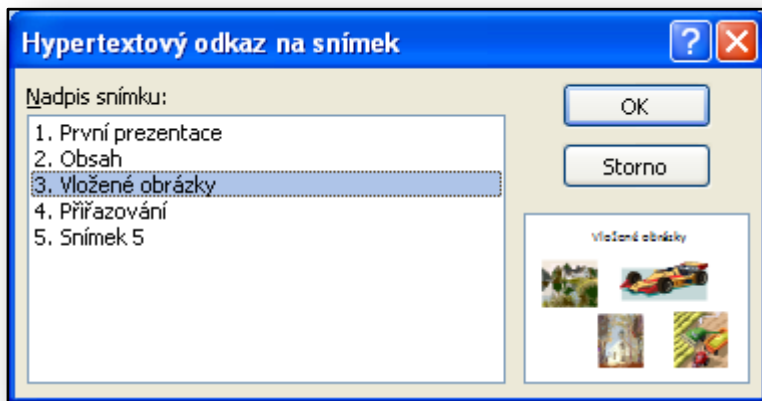 Hypertextový odkaz na snímek
Nadpis snímku:
1. První prezentace
2. Obsah
3. Vložené obrázky
4. Přiřazování
5. Snímek 5
OK
Storno
Vložené obrázky